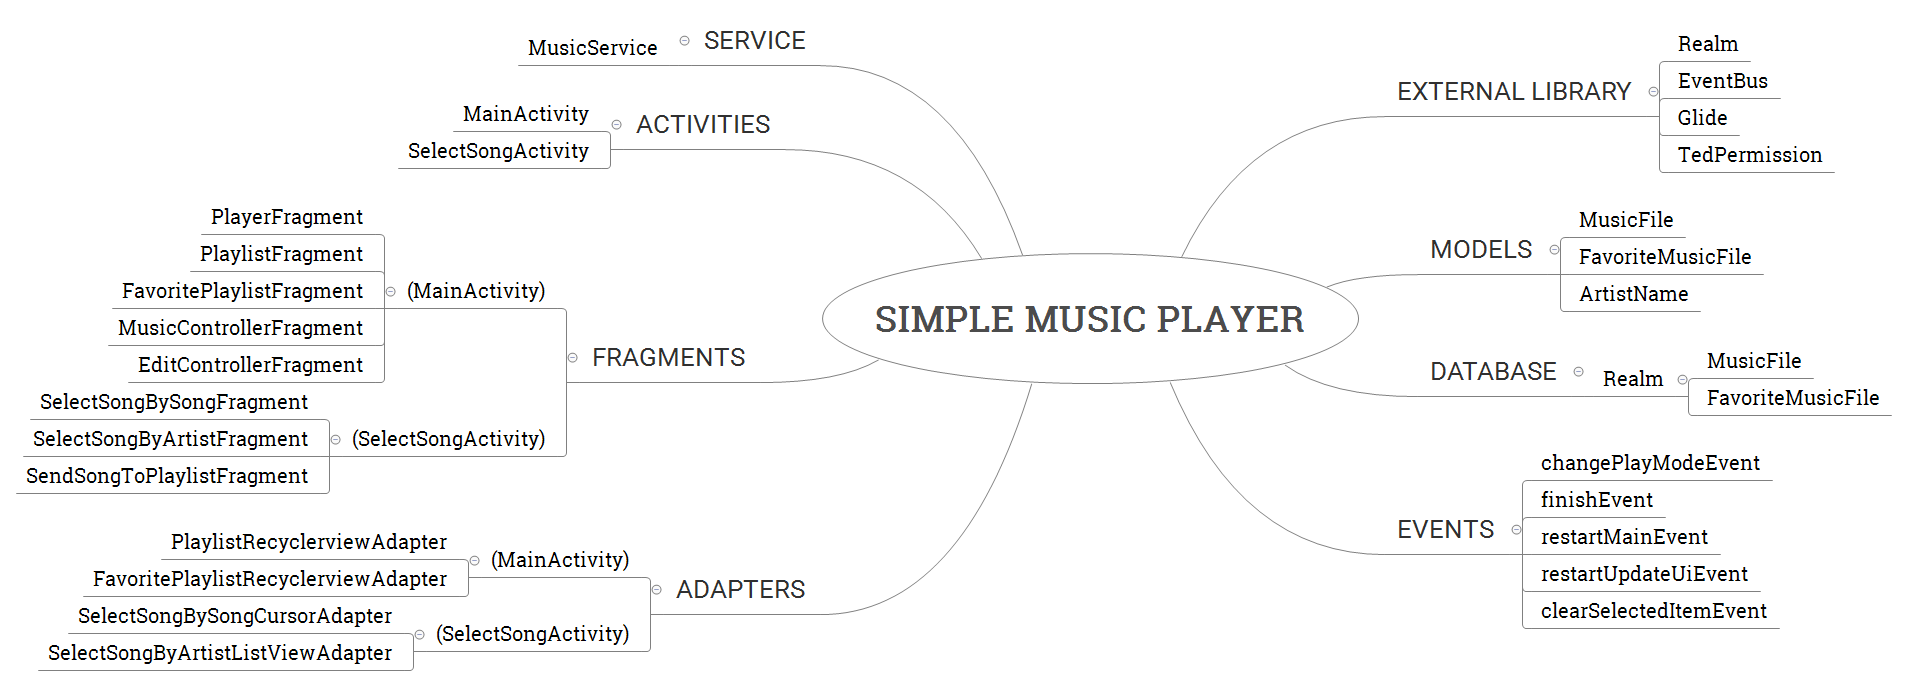 SIMPLE MUSIC PLAYER
SERVICE
MusicService
ACTIVITIES
MainActivity
SelectSongActivity
FRAGMENTS
(MainActivity)
PlayerFragment
PlaylistFragment
FavoritePlaylistFragment
MusicControllerFragment
EditControllerFragment
(SelectSongActivity)
SelectSongBySongFragment
SelectSongByArtistFragment
SendSongToPlaylistFragment
ADAPTERS
(MainActivity)
PlaylistRecyclerviewAdapter
FavoritePlaylistRecyclerviewAdapter
(SelectSongActivity)
SelectSongBySongCursorAdapter
SelectSongByArtistListViewAdapter
EXTERNAL LIBRARY
Realm
EventBus
Glide
TedPermission
MODELS
MusicFile
FavoriteMusicFile
ArtistName
DATABASE
Realm
MusicFile
FavoriteMusicFile
EVENTS
changePlayModeEvent
finishEvent
restartMainEvent
restartUpdateUiEvent
clearSelectedItemEvent